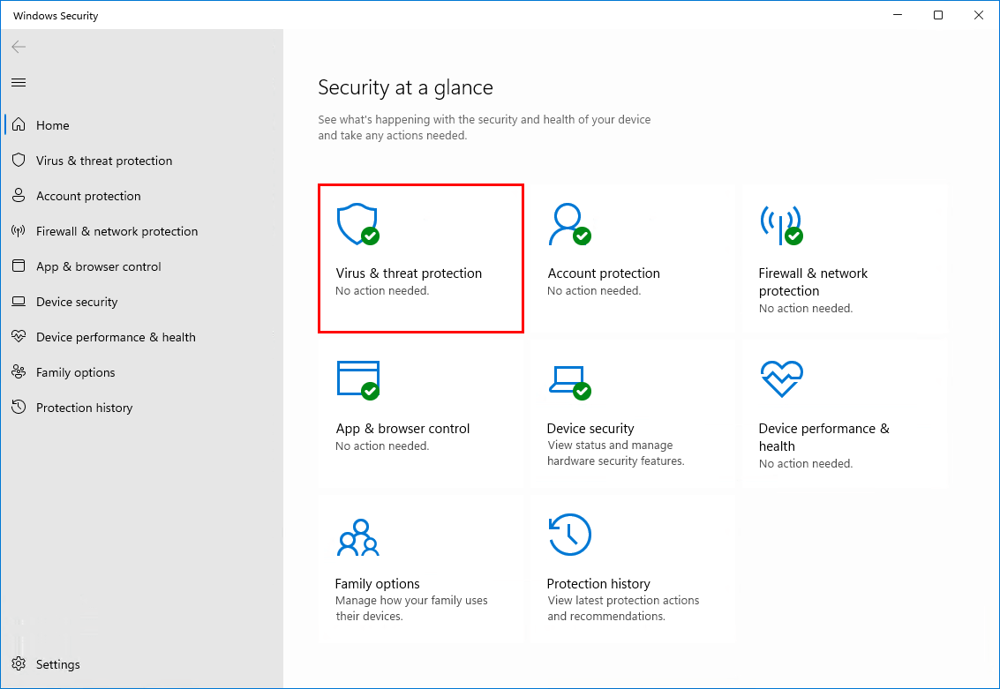 Windows Security
Home
Virus & threat protection
Account protection
Firewall & network protection
App & browser control
Device security
Device performance & health
Family options
Protection history
Settings
Security at a glance
See what's happening with the security and health of your device
and take any actions needed.
Virus & threat protection
No action needed.
Account protection
No action needed.
Firewall & network
protection
No action needed.
App & browser control
No action needed.
Device security
View status and manage
hardware security features.
Device performance &
health
No action needed.
Family options
Manage how your family uses
their devices.
Protection history
View latest protection actions
and recommendations.